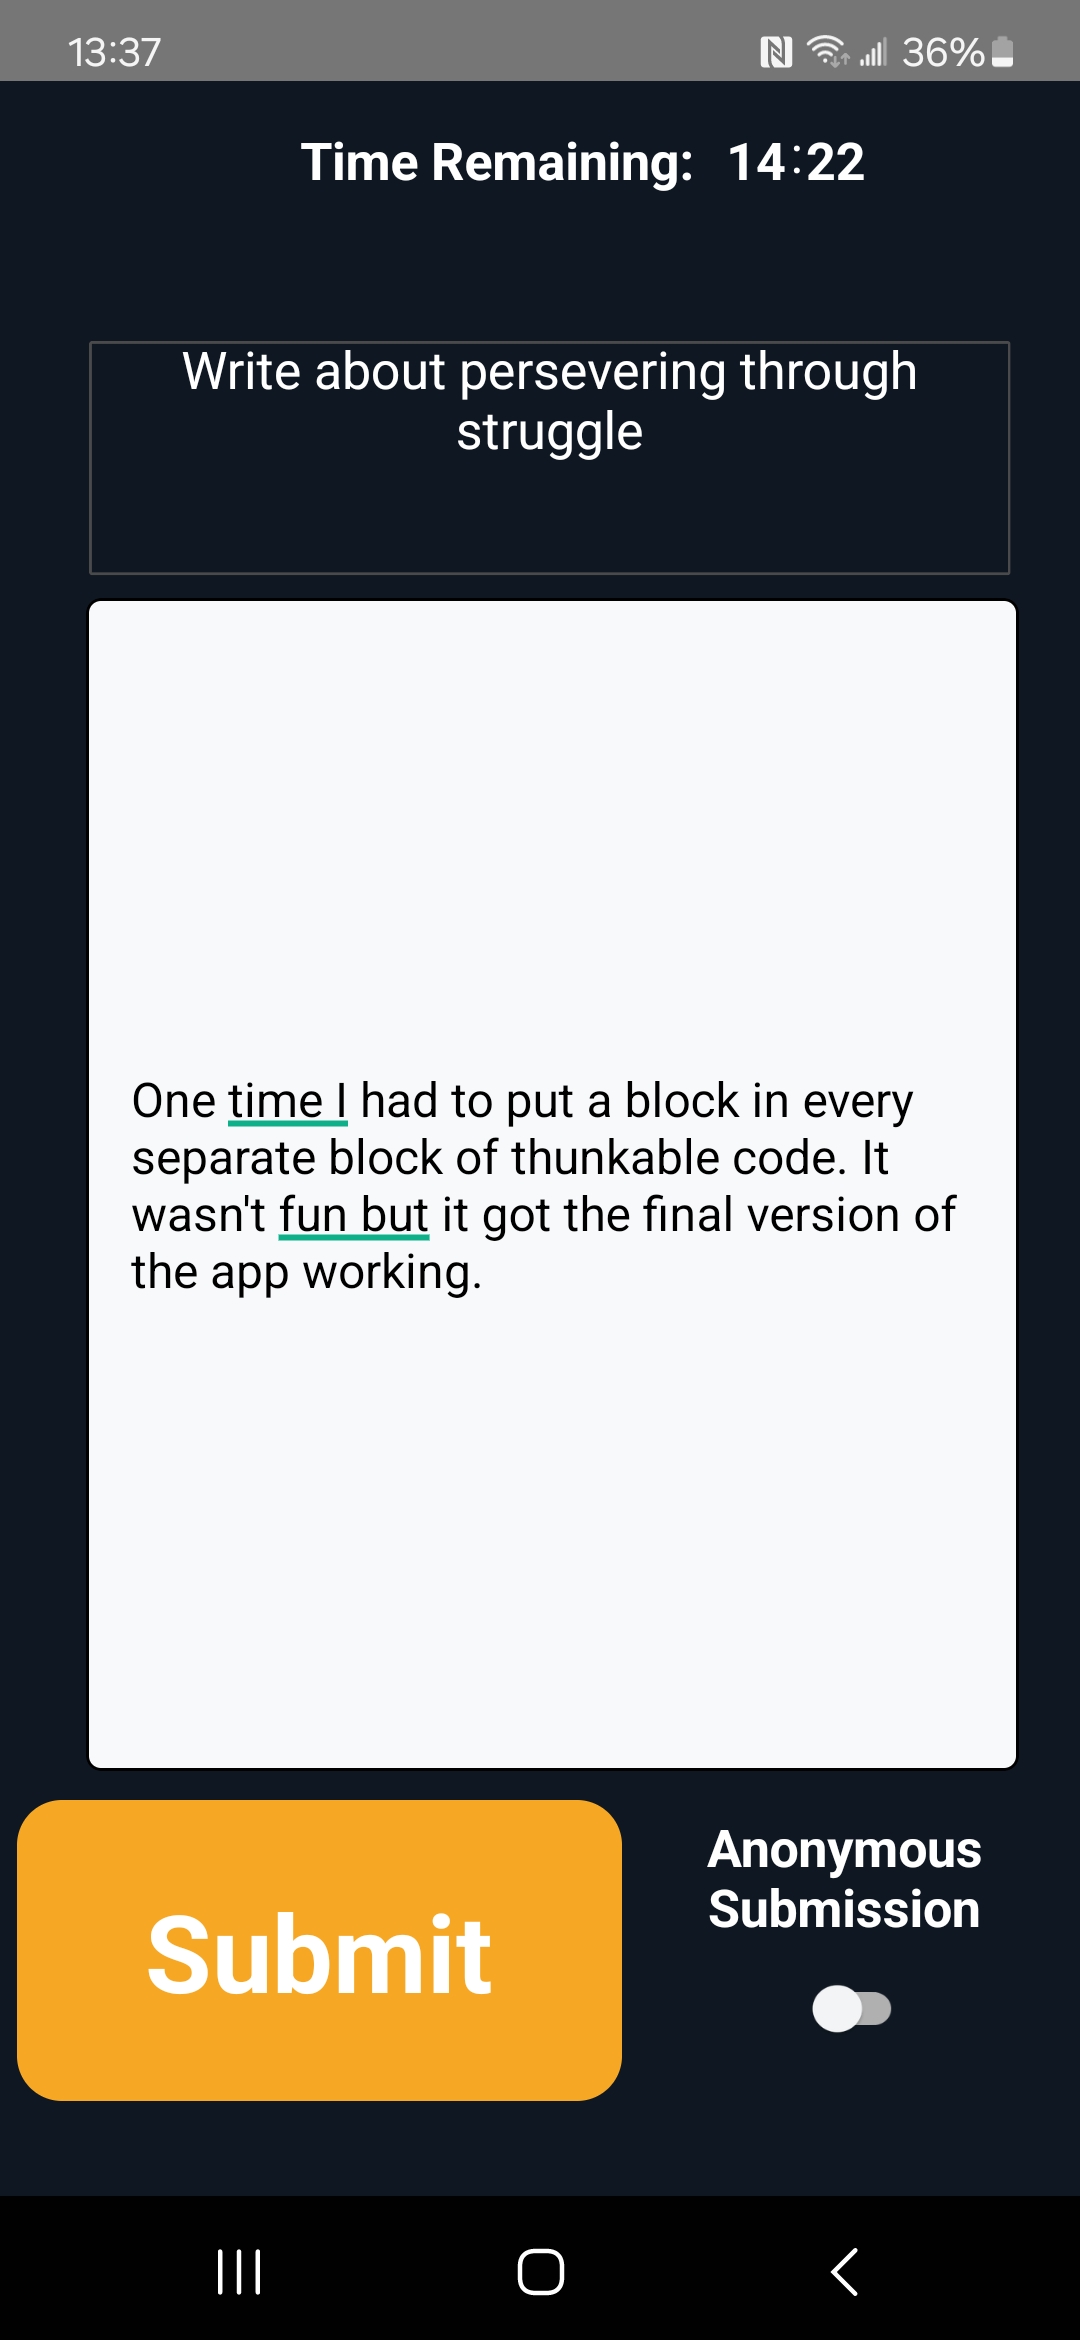 13:37
36%
Time Remaining: 14:22
Write about persevering through
struggle
One time I had to put a block in every
separate block of thunkable code. It
wasn't fun but it got the final version of
the app working.
Submit
Anonymous
Submission